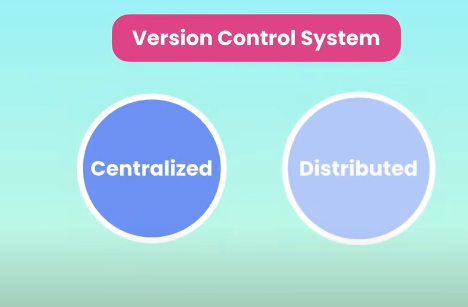 Version Control System
Centralized
Distributed